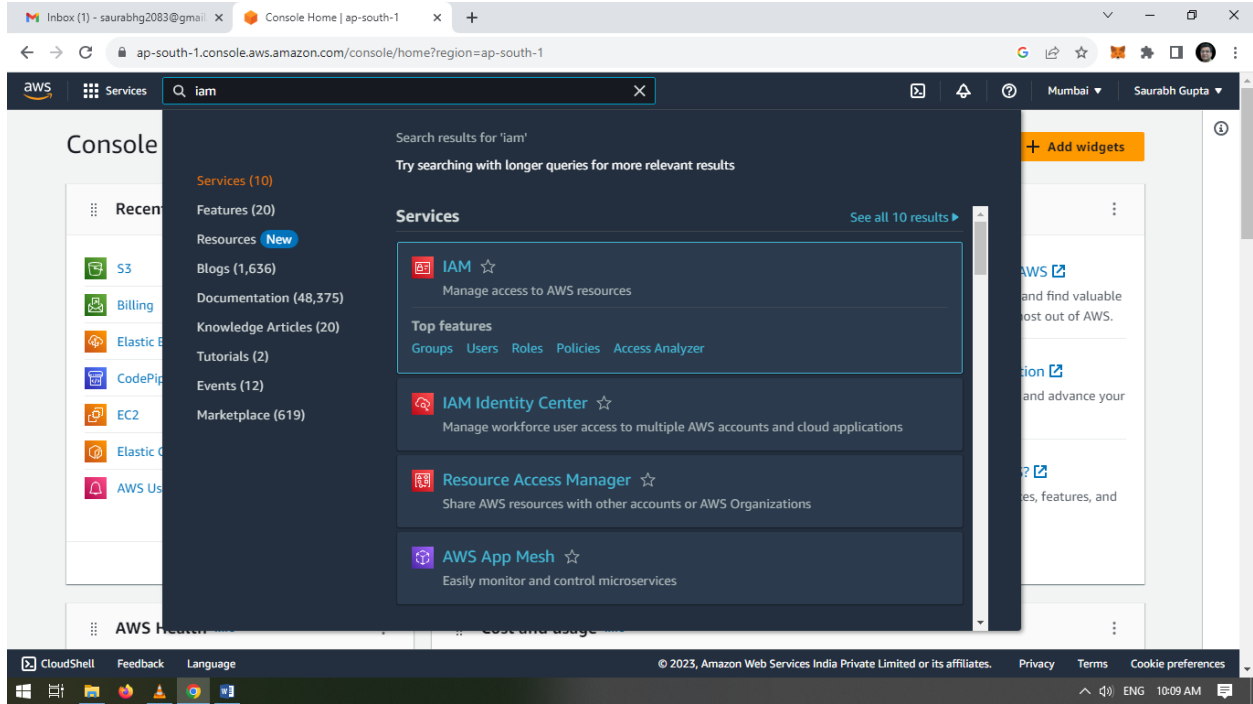 Inbox (1) - saurabhg2083@gmail
Console Home | ap-south-1
ap-south-1.console.aws.amazon.com/console/home?region=ap-south-1
G
aws
Services
iam
Mumbai ▼
Saurabh Gupta ▼
Console
Search results for 'iam'
Try searching with longer queries for more relevant results
+ Add widgets
Services (10)
Features (20)
Resources New
Blogs (1,636)
Documentation (48,375)
Knowledge Articles (20)
Tutorials (2)
Events (12)
Marketplace (619)
Services
See all 10 results ▶
IAM
Manage access to AWS resources
Top features
Groups Users Roles Policies Access Analyzer
IAM Identity Center
Manage workforce user access to multiple AWS accounts and cloud applications
Resource Access Manager
Share AWS resources with other accounts or AWS Organizations
AWS App Mesh
Easily monitor and control microservices
Recen
S3
Billing
Elastic
CodePip
EC2
Elastic
AWS Us
AWS
and find valuable
ost out of AWS.
tion
and advance your
?
es, features, and
AWS Health
Cost and usage
CloudShell
Feedback
Language
© 2023, Amazon Web Services India Private Limited or its affiliates.
Privacy
Terms
Cookie preferences
ENG
10:09 AM